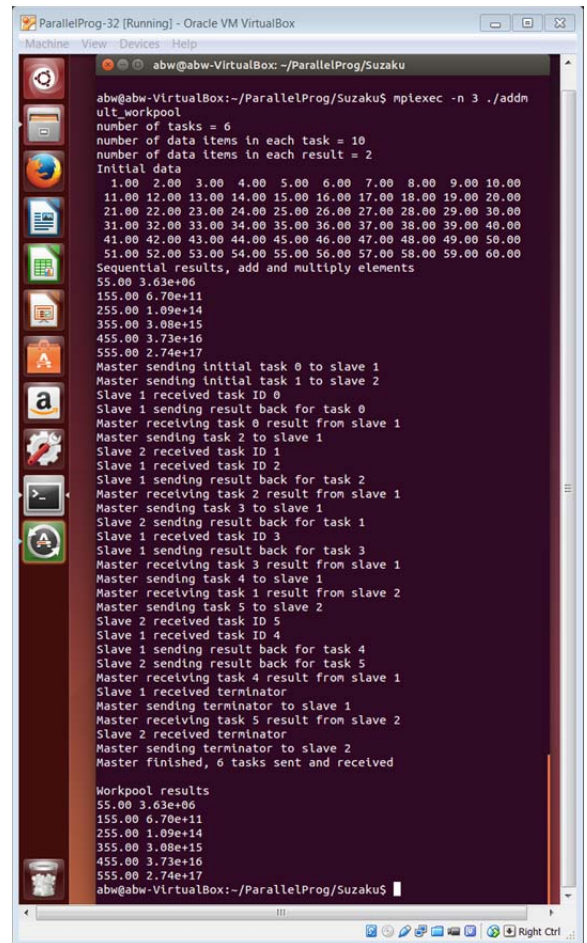 ParallelProg-32 [Running] - Oracle VM VirtualBox
Machine View Devices Help
abw@abw-VirtualBox: ~/ParallelProg/Suzaku
abw@abw-VirtualBox:~/ParallelProg/Suzaku$ mpiexec -n 3 ./addm
ult_workpool
number of tasks = 6
number of data items in each task = 10
number of data items in each result = 2
Initial data
1.00 2.00 3.00 4.00 5.00 6.00 7.00 8.00 9.00 10.00
11.00 12.00 13.00 14.00 15.00 16.00 17.00 18.00 19.00 20.00
21.00 22.00 23.00 24.00 25.00 26.00 27.00 28.00 29.00 30.00
31.00 32.00 33.00 34.00 35.00 36.00 37.00 38.00 39.00 40.00
41.00 42.00 43.00 44.00 45.00 46.00 47.00 48.00 49.00 50.00
51.00 52.00 53.00 54.00 55.00 56.00 57.00 58.00 59.00 60.00
Sequential results, add and multiply elements
55.00 3.63e+06
155.00 6.70e+11
255.00 1.09e+14
355.00 3.08e+15
455.00 3.73e+16
555.00 2.74e+17
Master sending initial task 0 to slave 1
Master sending initial task 1 to slave 2
Slave 1 received task ID 0
Slave 1 sending result back for task 0
Master receiving task 0 result from slave 1
Master sending task 2 to slave 1
Slave 2 received task ID 1
Slave 1 received task ID 2
Slave 1 sending result back for task 2
Master receiving task 2 result from slave 1
Master sending task 3 to slave 1
Slave 2 sending result back for task 1
Slave 1 received task ID 3
Slave 1 sending result back for task 3
Master receiving task 3 result from slave 1
Master sending task 4 to slave 1
Master receiving task 1 result from slave 2
Master sending task 5 to slave 2
Slave 2 received task ID 5
Slave 1 received task ID 4
Slave 1 sending result back for task 4
Slave 2 sending result back for task 5
Master receiving task 4 result from slave 1
Slave 1 received terminator
Master sending terminator to slave 1
Master receiving task 5 result from slave 2
Slave 2 received terminator
Master sending terminator to slave 2
Master finished, 6 tasks sent and received
Workpool results
55.00 3.63e+06
155.00 6.70e+11
255.00 1.09e+14
355.00 3.08e+15
455.00 3.73e+16
555.00 2.74e+17
abw@abw-VirtualBox:~/ParallelProg/Suzaku$
Right Ctrl